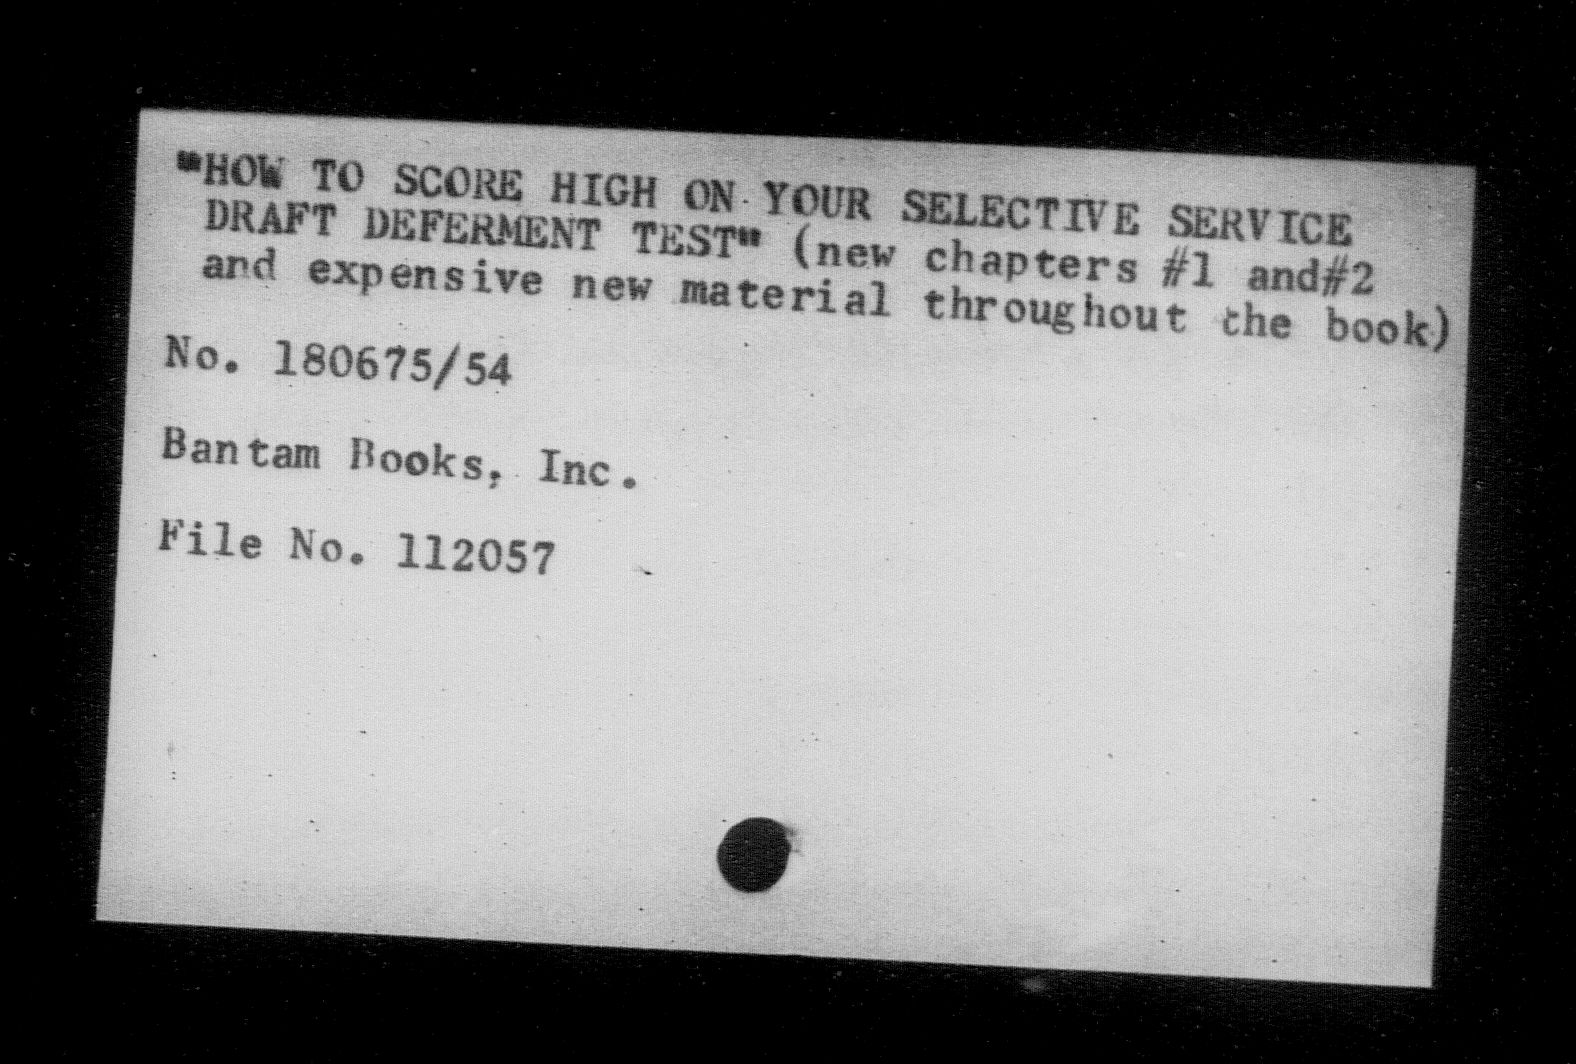 "HOW TO SCORE HIGH ON YOUR SELECTIVE SERVICE
DRAFT DEFERMENT TEST" (new chapters #1 and#2
and expensive new material throughout the book)
No. 180675/54
Bantam Books, Inc.
File No. 112057